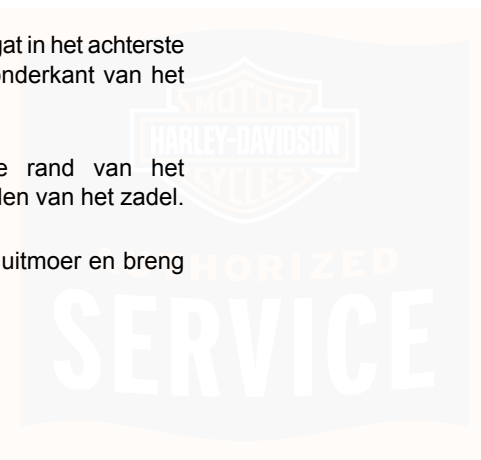 gat in het achterste
onderkant van het
e rand van het
den van het zadel.
uitmoer en breng
MOTOR
HARLEY-DAVIDSON
CYCLES
AUTHORIZED
SERVICE